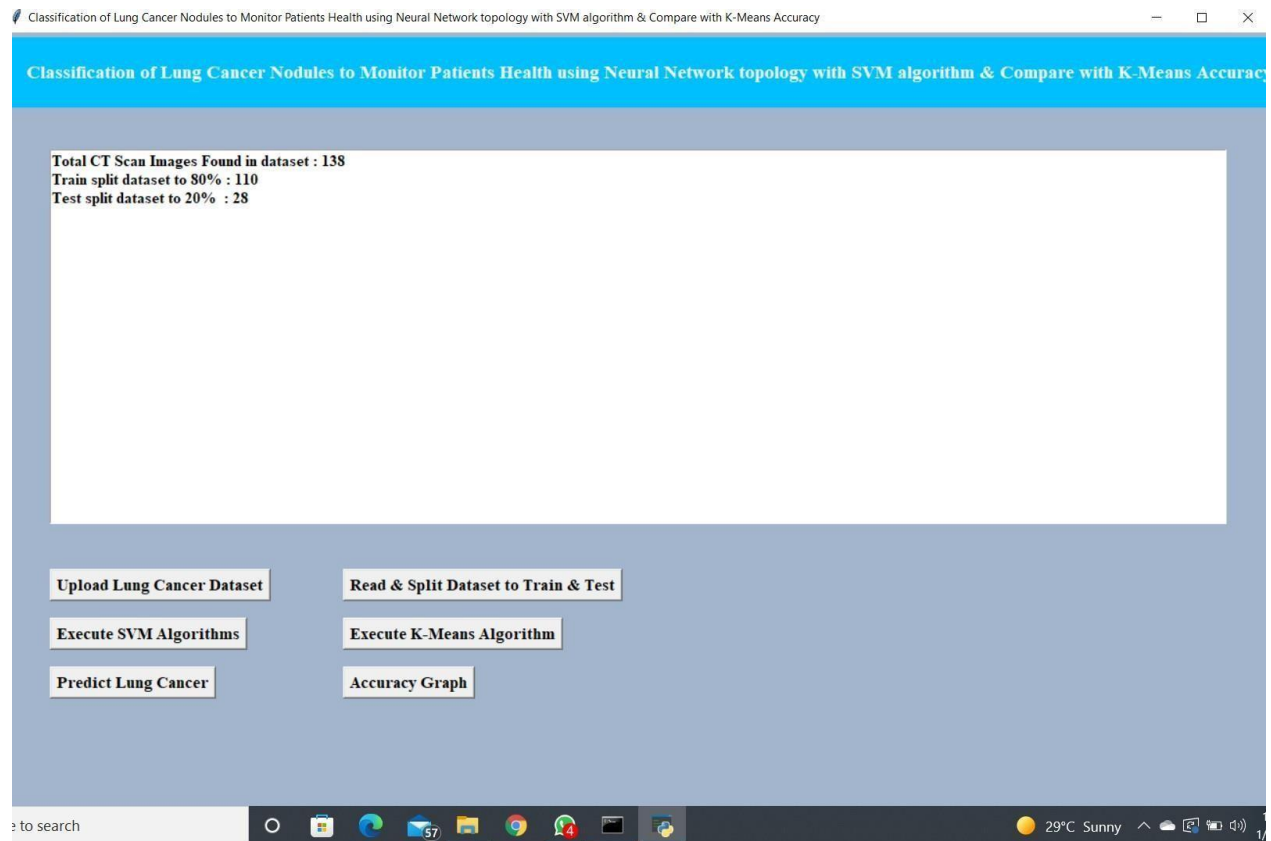 Classification of Lung Cancer Nodules to Monitor Patients Health using Neural Network topology with SVM algorithm & Compare with K-Means Accuracy
Classification of Lung Cancer Nodules to Monitor Patients Health using Neural Network topology with SVM algorithm & Compare with K-Means Accuracy
Total CT Scan Images Found in dataset : 138
Train split dataset to 80% : 110
Test split dataset to 20%  : 28
Upload Lung Cancer Dataset
Read & Split Dataset to Train & Test
Execute SVM Algorithms
Execute K-Means Algorithm
Predict Lung Cancer
Accuracy Graph
to search
57
4
29°C Sunny